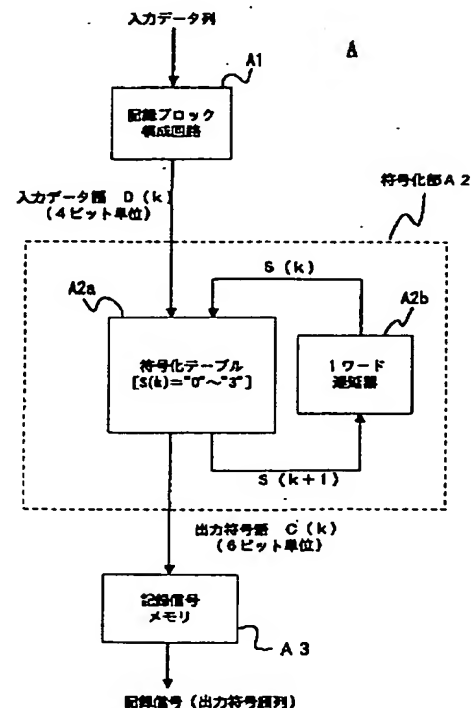 入力データ列
A1
A
記録ブロック
構成回路
入力データ語 D(k)
(4ビット単位)
符号化部A2
S(k)
A2a
A2b
符号化テーブル
[S(k)="0"～"3"]
1ワード
遅延器
S(k+1)
出力符号語 C(k)
(6ビット単位)
記録信号
メモリ
A3
記録信号(出力符号語列)